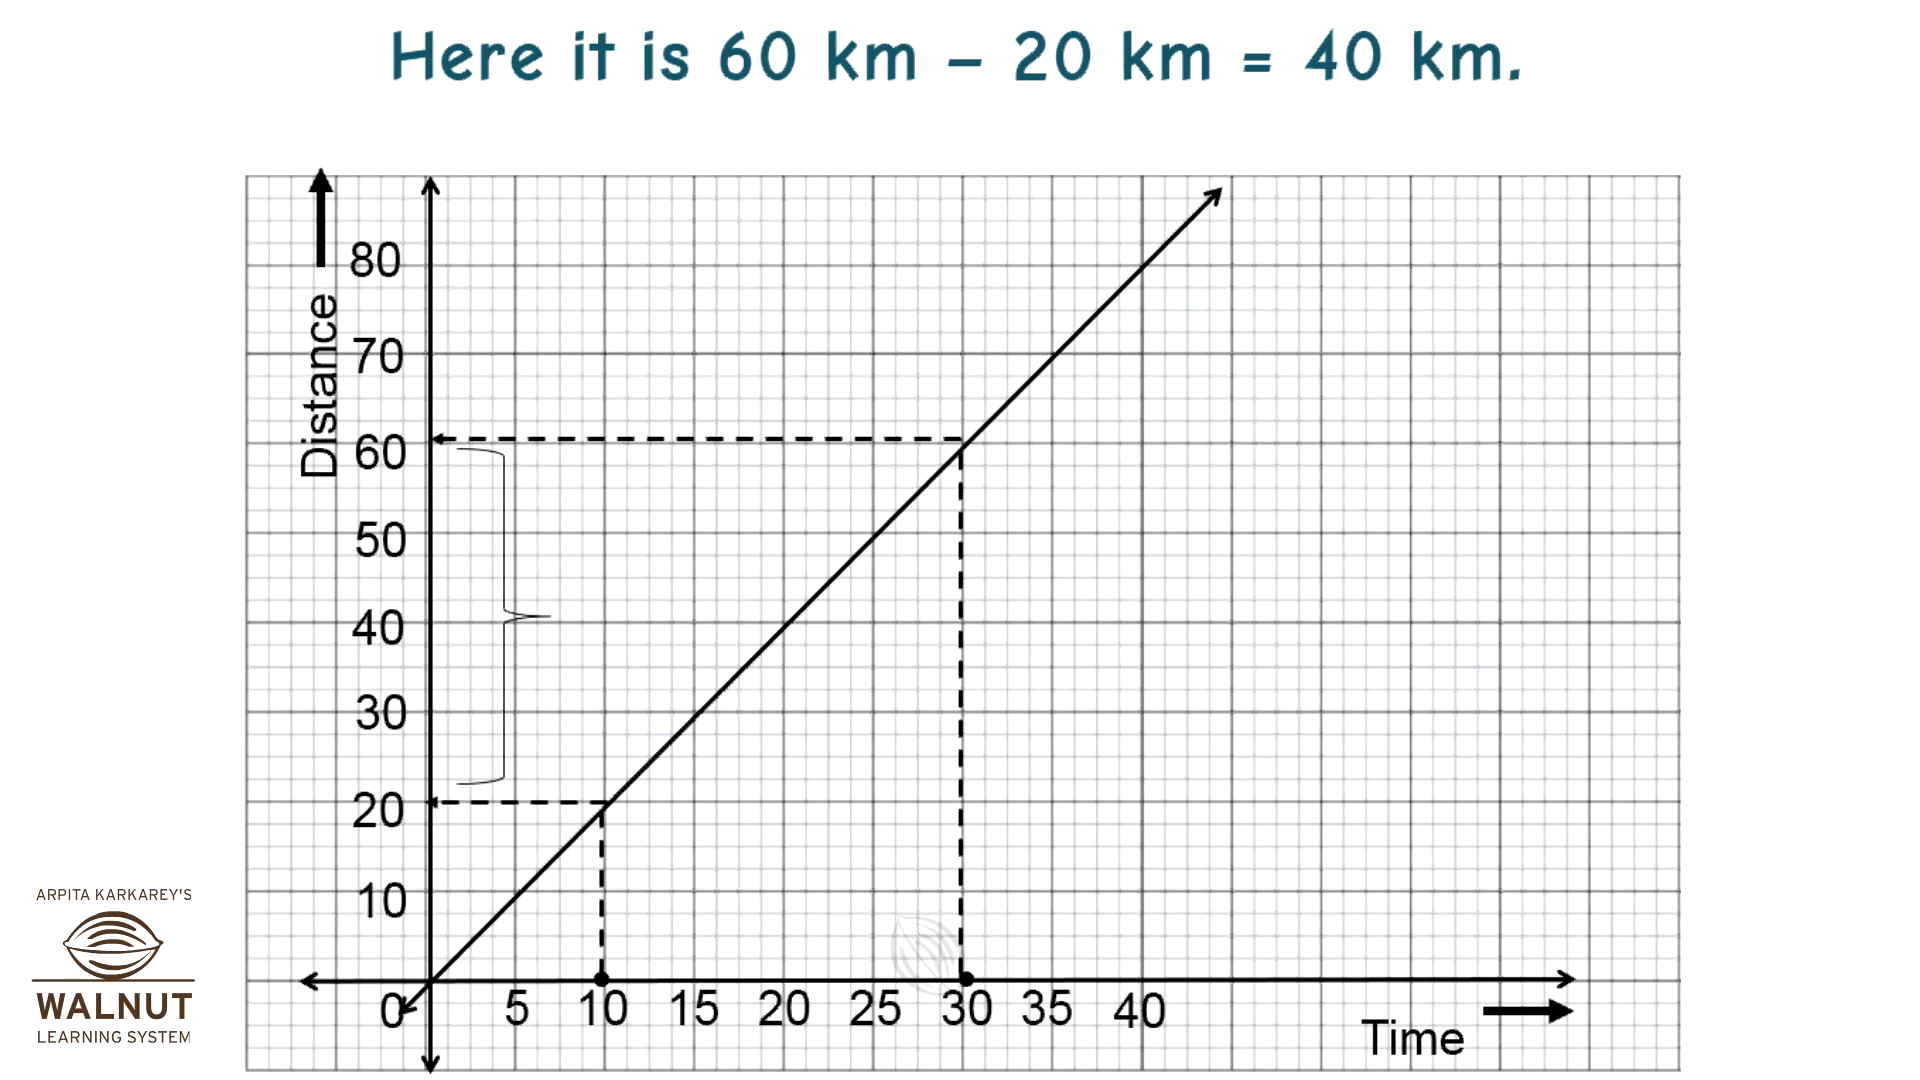 Here it is 60 km – 20 km = 40 km.
Distance
80
70
60
50
40
30
20
10
0 5 10 15 20 25 30 35 40
Time
ARPITA KARKAREY'S
WALNUT
LEARNING SYSTEM